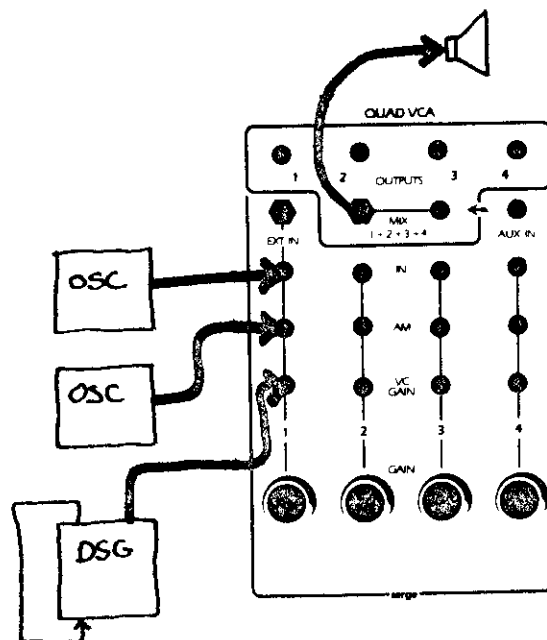 QUAD VCA
1 2 3 4
OUTPUTS
MIX
1 + 2 + 3 + 4
EXT IN
AUX IN
OSC
IN
AM
OSC
VC
GAIN
1 2 3 4
GAIN
DSG
serge